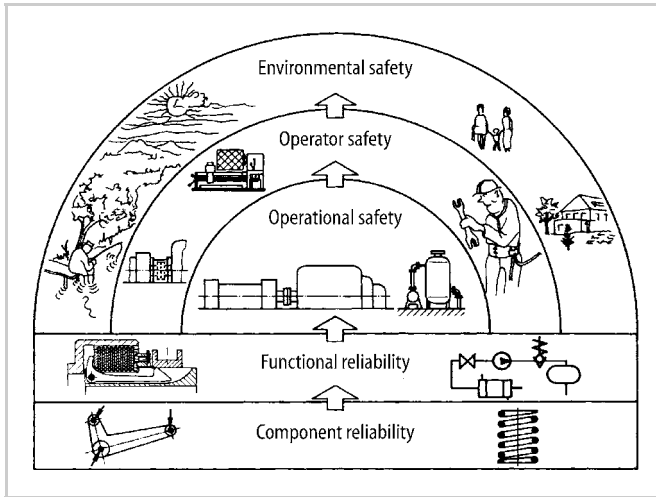 Environmental safety
Operator safety
Operational safety
Functional reliability
Component reliability